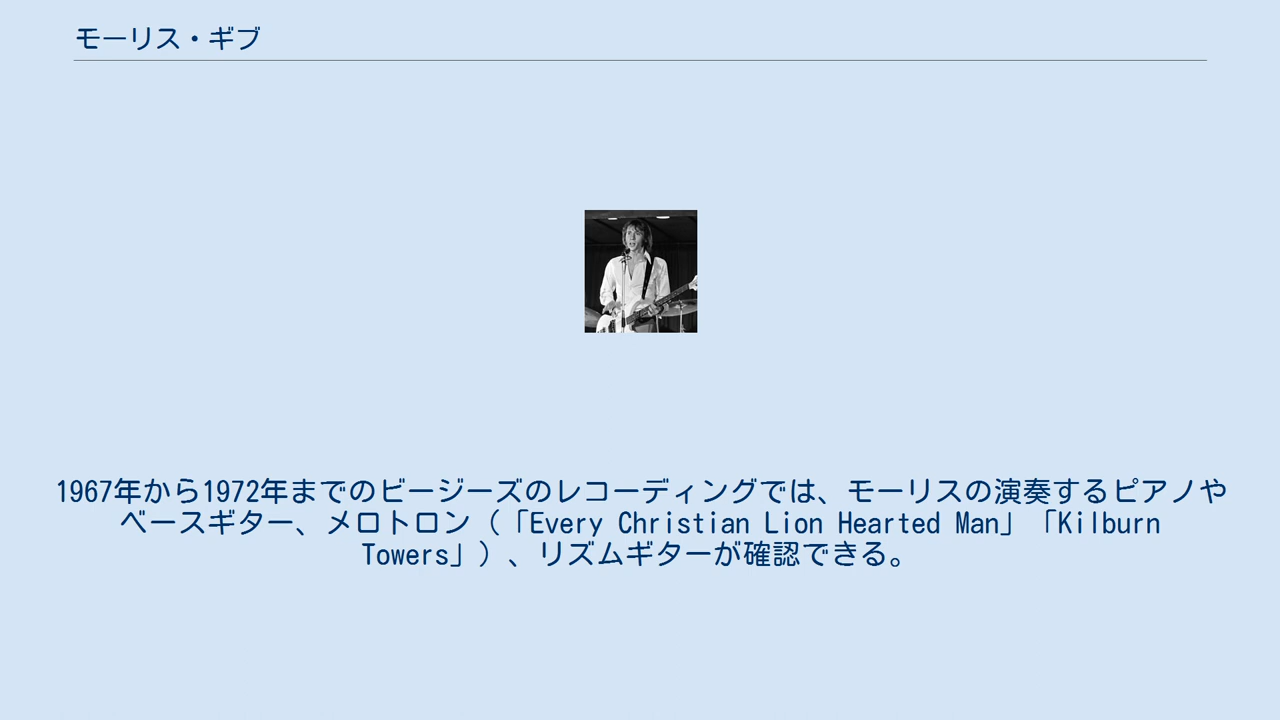 モーリス・ギブ
1967年から1972年までのビージーズのレコーディングでは、モーリスの演奏するピアノや
ベースギター、メロトロン（「Every Christian Lion Hearted Man」「Kilburn
Towers」）、リズムギターが確認できる。